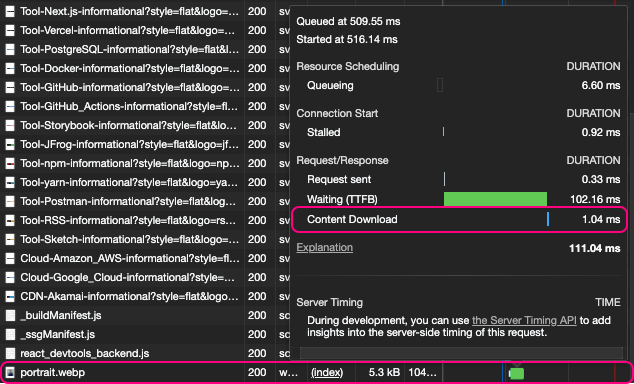 Tool-Next.js-informational?style=flat&logo=... 200 sv
Tool-Vercel-informational?style=flat&logo=... 200 sv
Tool-PostgreSQL-informational?style=flat&l... 200 sv
Tool-Docker-informational?style=flat&logo=... 200 sv
Tool-GitHub-informational?style=flat&logo=... 200 sv
Tool-GitHub_Actions-informational?style=fl... 200 sv
Tool-Storybook-informational?style=flat&lo... 200 sv
Tool-JFrog-informational?style=flat&logo=jf... 200 sv
Tool-npm-informational?style=flat&logo=np... 200 sv
Tool-yarn-informational?style=flat&logo=ya... 200 sv
Tool-Postman-informational?style=flat&logo... 200 sv
Tool-RSS-informational?style=flat&logo=rs... 200 sv
Tool-Sketch-informational?style=flat&logo=... 200 sv
Cloud-Amazon_AWS-informational?style=f... 200 sv
Cloud-Google_Cloud-informational?style=f... 200 sv
CDN-Akamai-informational?style=flat&logo... 200 sv
_buildManifest.js 200 sc
_ssgManifest.js 200 sc
react_devtools_backend.js 200 sc
portrait.webp 200 w... (index) 5.3 kB 104...
Queued at 509.55 ms
Started at 516.14 ms
Resource Scheduling DURATION
Queueing 6.60 ms
Connection Start DURATION
Stalled 0.92 ms
Request/Response DURATION
Request sent 0.33 ms
Waiting (TTFB) 102.16 ms
Content Download 1.04 ms
Explanation 111.04 ms
Server Timing TIME
During development, you can use the Server Timing API to add
insights into the server-side timing of this request.